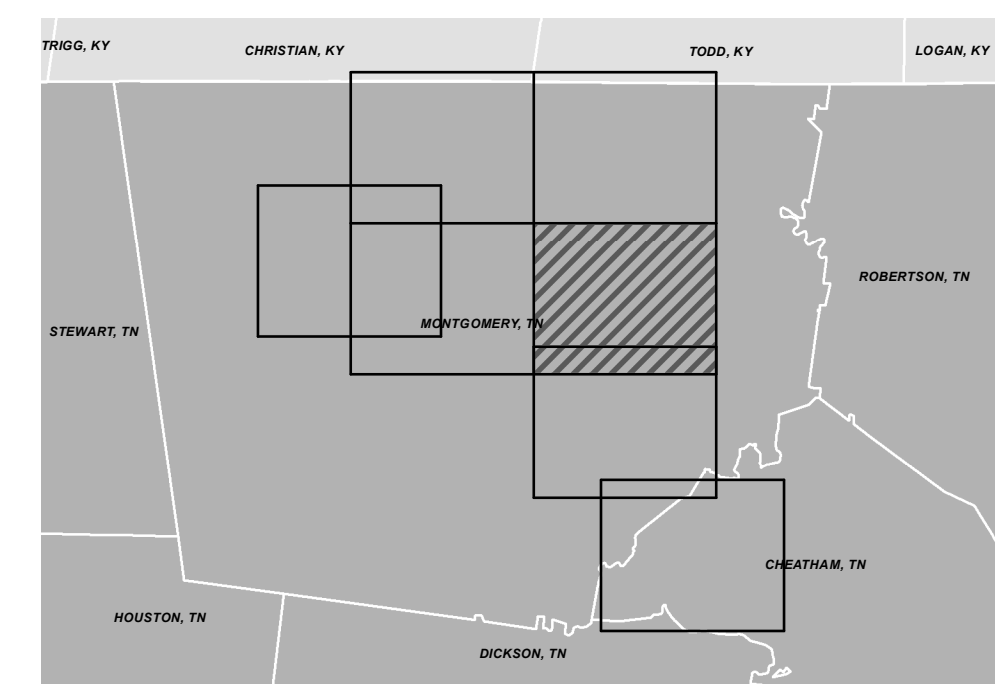 TRIGG, KY
CHRISTIAN, KY
TODD, KY
LOGAN, KY
ROBERTSON, TN
MONTGOMERY, TN
STEWART, TN
CHEATHAM, TN
HOUSTON, TN
DICKSON, TN